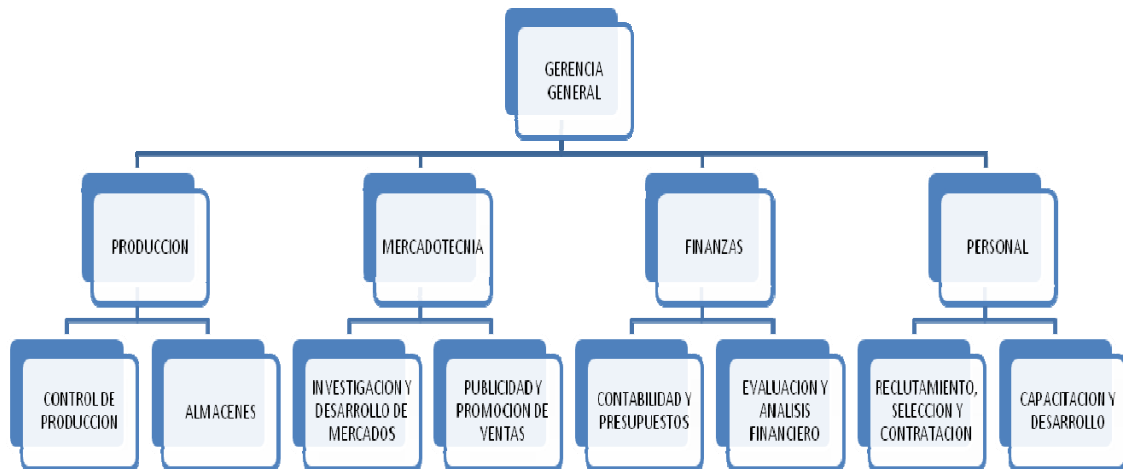 GERENCIA
GENERAL
PRODUCCION
MERCADOTECNIA
FINANZAS
PERSONAL
CONTROL DE
PRODUCCION
ALMACENES
INVESTIGACION Y
DESARROLLO DE
MERCADOS
PUBLICIDAD Y
PROMOCION DE
VENTAS
CONTABILIDAD Y
PRESUPUESTOS
EVALUACION Y
ANALISIS
FINANCIERO
RECLUTAMIENTO,
SELECCION Y
CONTRATACION
CAPACITACION Y
DESARROLLO